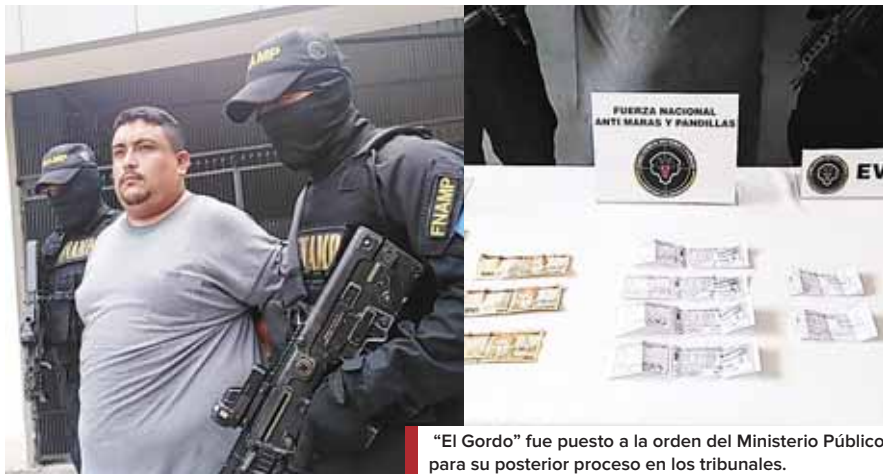 FNAMP
FNAMP
FNAMP
FNAMP
FUERZA NACIONAL
ANTI MARAS Y PANDILLAS
EV
“El Gordo” fue puesto a la orden del Ministerio Público
para su posterior proceso en los tribunales.